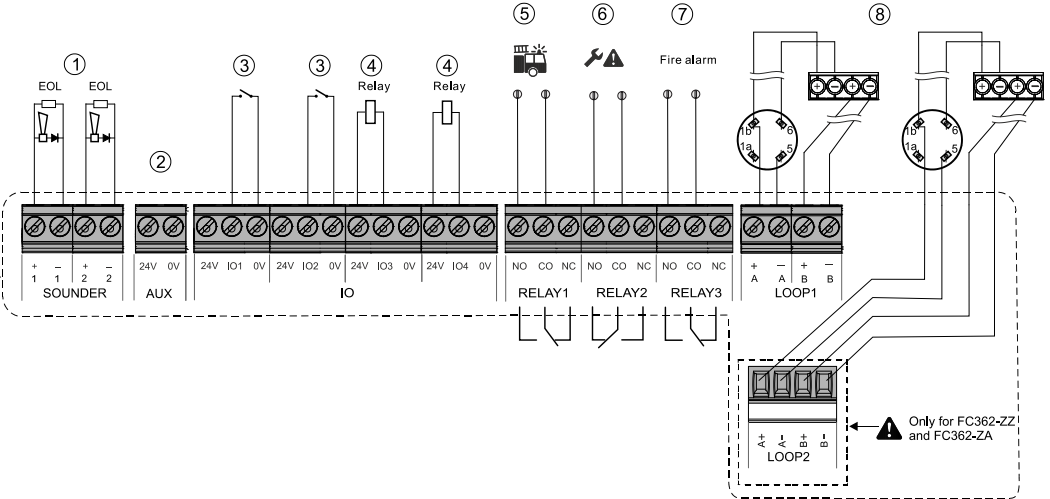 ⑤ ⑥ ⑦ ⑧
① ③ ③ ④ ④
Fire alarm
EOL EOL Relay Relay
+ − + − + − + −
1b 6 1b 6
1a 5 1a 5
②
+ − + − 24V 0V 24V IO1 0V 24V IO2 0V 24V IO3 0V 24V IO4 0V NO CO NC NO CO NC NO CO NC + − + −
1 1 2 2 A A B B
SOUNDER AUX IO RELAY1 RELAY2 RELAY3 LOOP1
A+ A- B+ B-
LOOP2
Only for FC362-ZZ
and FC362-ZA